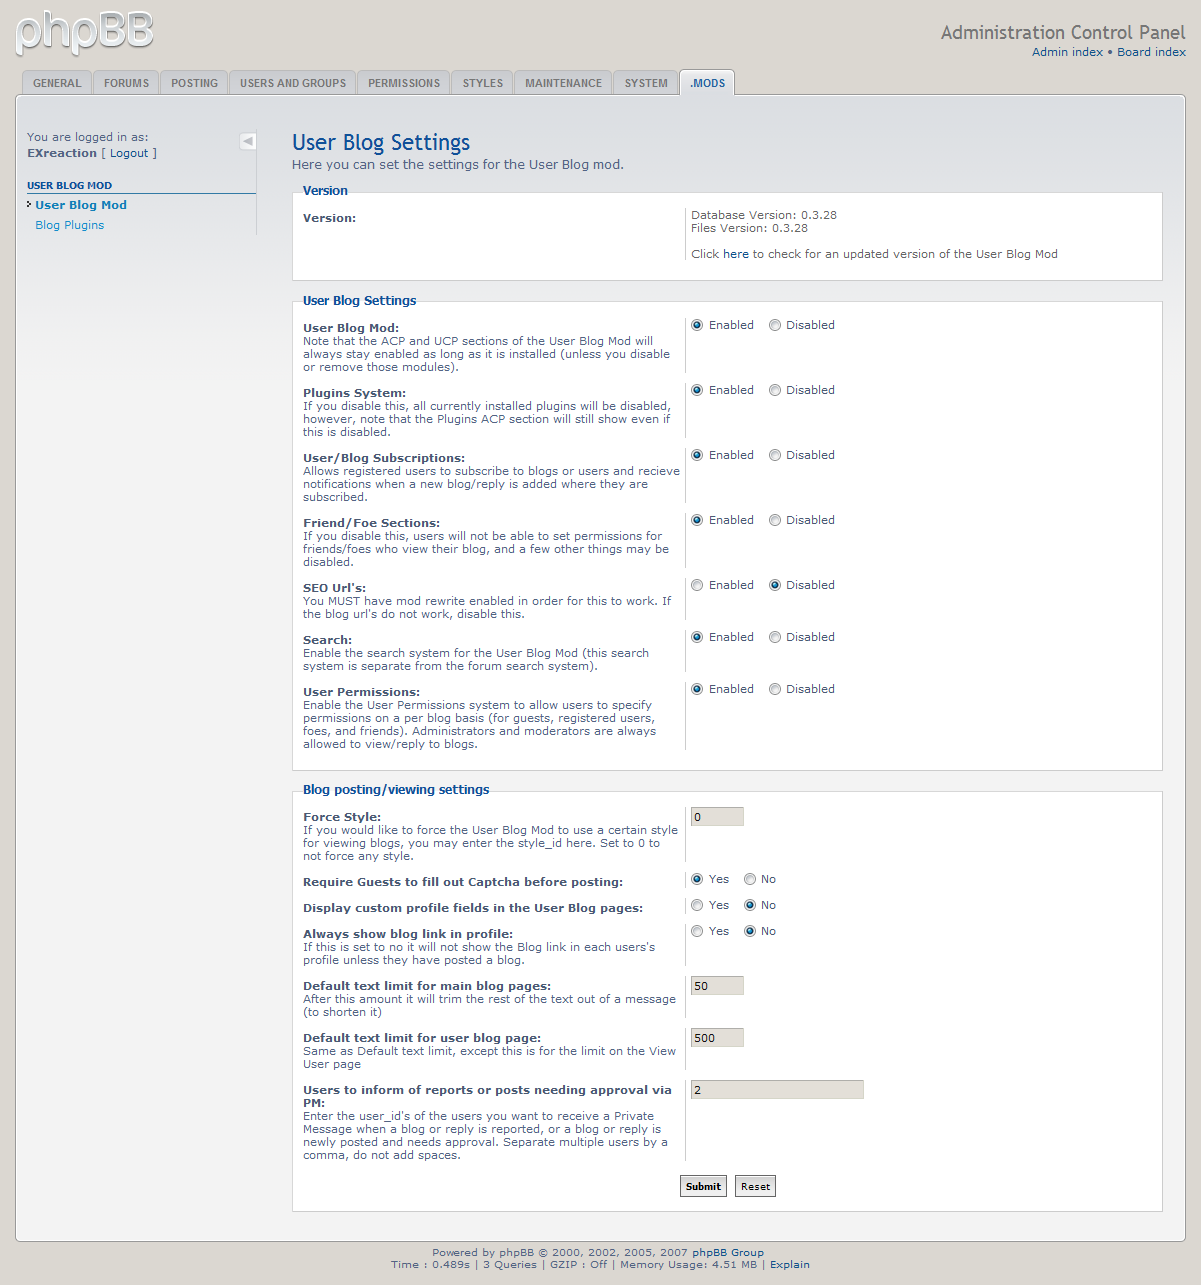 phpBB
Administration Control Panel
Admin index • Board index
GENERAL FORUMS POSTING USERS AND GROUPS PERMISSIONS STYLES MAINTENANCE SYSTEM .MODS
You are logged in as:
EXreaction [ Logout ]
USER BLOG MOD
User Blog Mod
Blog Plugins
User Blog Settings
Here you can set the settings for the User Blog mod.
Version
Version:
Database Version: 0.3.28
Files Version: 0.3.28
Click here to check for an updated version of the User Blog Mod
User Blog Settings
User Blog Mod:
Note that the ACP and UCP sections of the User Blog Mod will
always stay enabled as long as it is installed (unless you disable
or remove those modules).
Enabled Disabled
Plugins System:
If you disable this, all currently installed plugins will be disabled,
however, note that the Plugins ACP section will still show even if
this is disabled.
Enabled Disabled
User/Blog Subscriptions:
Allows registered users to subscribe to blogs or users and recieve
notifications when a new blog/reply is added where they are
subscribed.
Enabled Disabled
Friend/Foe Sections:
If you disable this, users will not be able to set permissions for
friends/foes who view their blog, and a few other things may be
disabled.
Enabled Disabled
SEO Url's:
You MUST have mod rewrite enabled in order for this to work. If
the blog url's do not work, disable this.
Enabled Disabled
Search:
Enable the search system for the User Blog Mod (this search
system is separate from the forum search system).
Enabled Disabled
User Permissions:
Enable the User Permissions system to allow users to specify
permissions on a per blog basis (for guests, registered users,
foes, and friends). Administrators and moderators are always
allowed to view/reply to blogs.
Enabled Disabled
Blog posting/viewing settings
Force Style:
If you would like to force the User Blog Mod to use a certain style
for viewing blogs, you may enter the style_id here. Set to 0 to
not force any style.
0
Require Guests to fill out Captcha before posting:
Yes No
Display custom profile fields in the User Blog pages:
Yes No
Always show blog link in profile:
If this is set to no it will not show the Blog link in each users's
profile unless they have posted a blog.
Yes No
Default text limit for main blog pages:
After this amount it will trim the rest of the text out of a message
(to shorten it)
50
Default text limit for user blog page:
Same as Default text limit, except this is for the limit on the View
User page
500
Users to inform of reports or posts needing approval via
PM:
Enter the user_id's of the users you want to receive a Private
Message when a blog or reply is reported, or a blog or reply is
newly posted and needs approval. Separate multiple users by a
comma, do not add spaces.
2
Submit Reset
Powered by phpBB © 2000, 2002, 2005, 2007 phpBB Group
Time : 0.489s | 3 Queries | GZIP : Off | Memory Usage: 4.51 MB | Explain